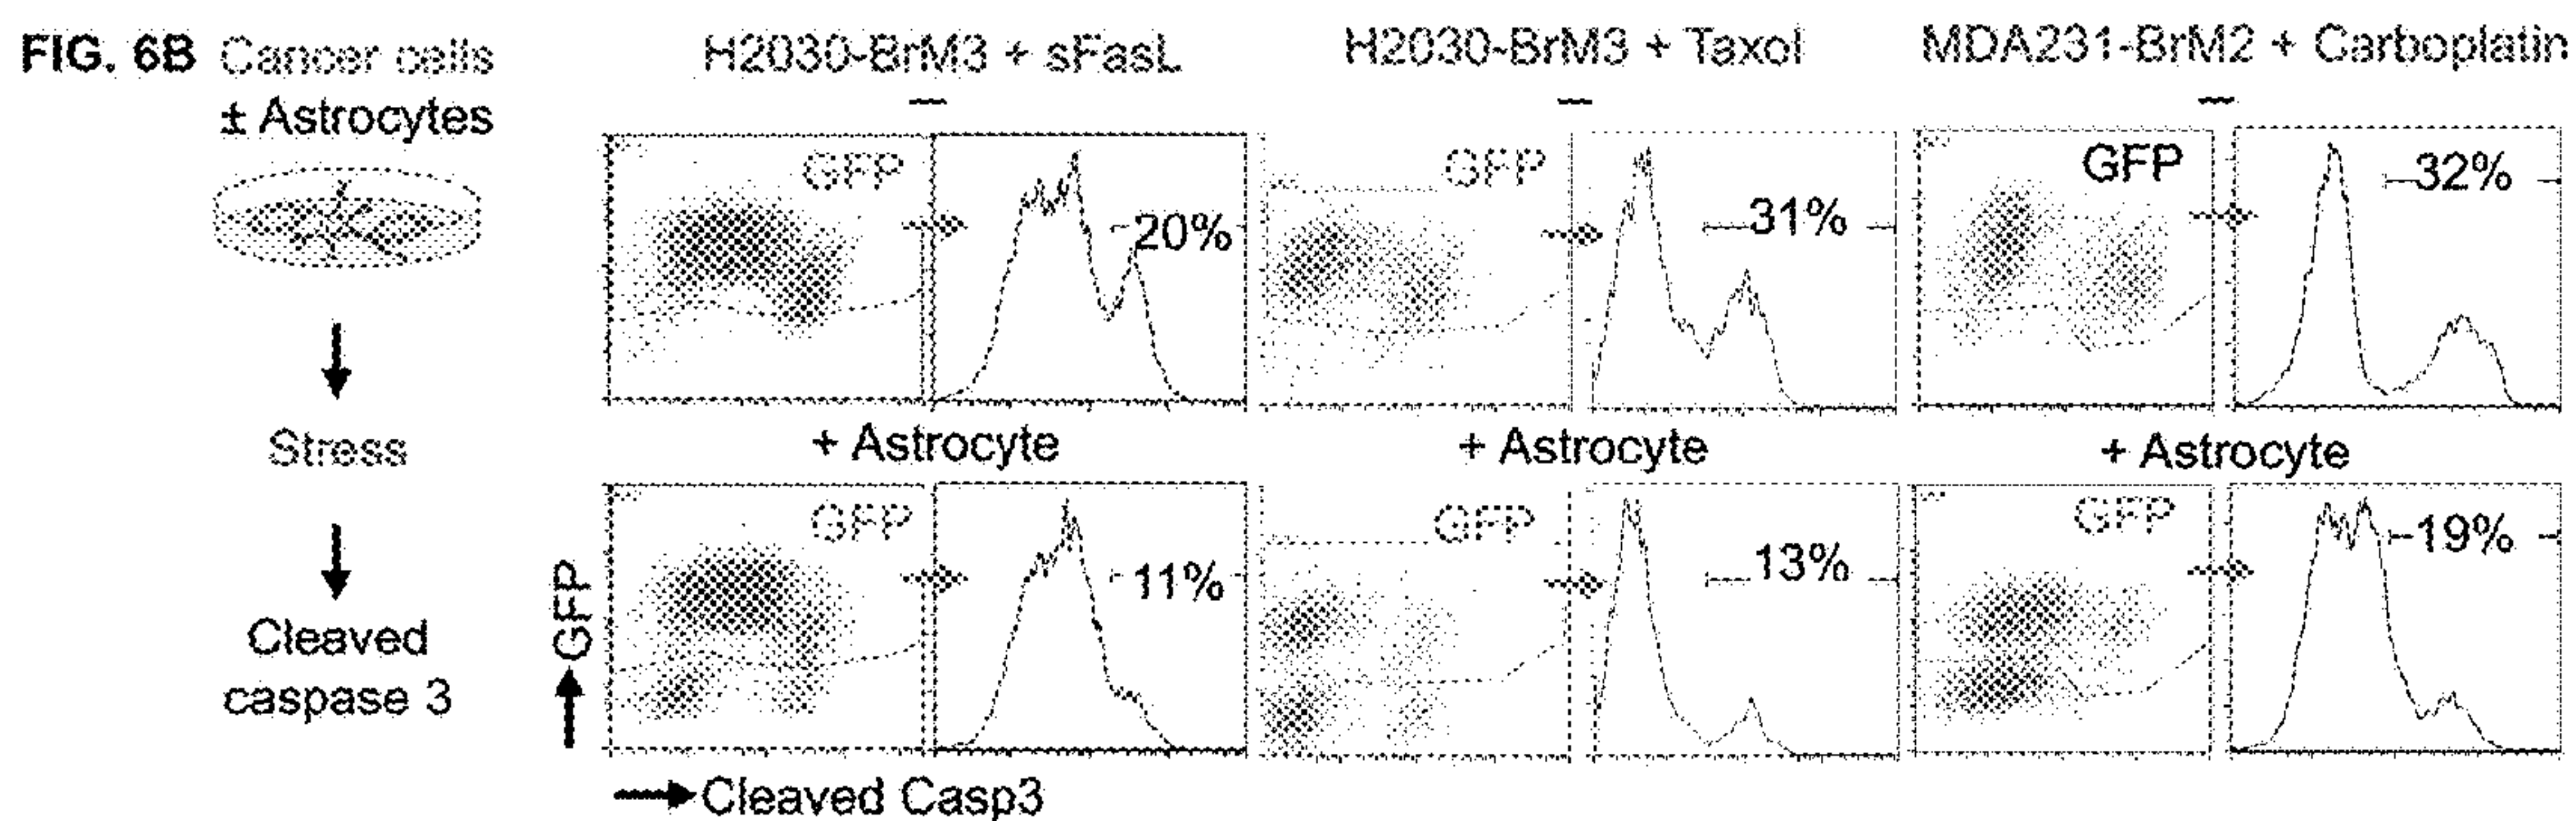 FIG. 6B Cancer cells
± Astrocytes
Stress
Cleaved
caspase 3
H2030-BrM3 + sFasL
–
GFP
20%
+ Astrocyte
GFP
11%
H2030-BrM3 + Taxol
–
GFP
31%
+ Astrocyte
GFP
13%
MDA231-BrM2 + Carboplatin
–
GFP
32%
+ Astrocyte
GFP
19%
GFP
Cleaved Casp3